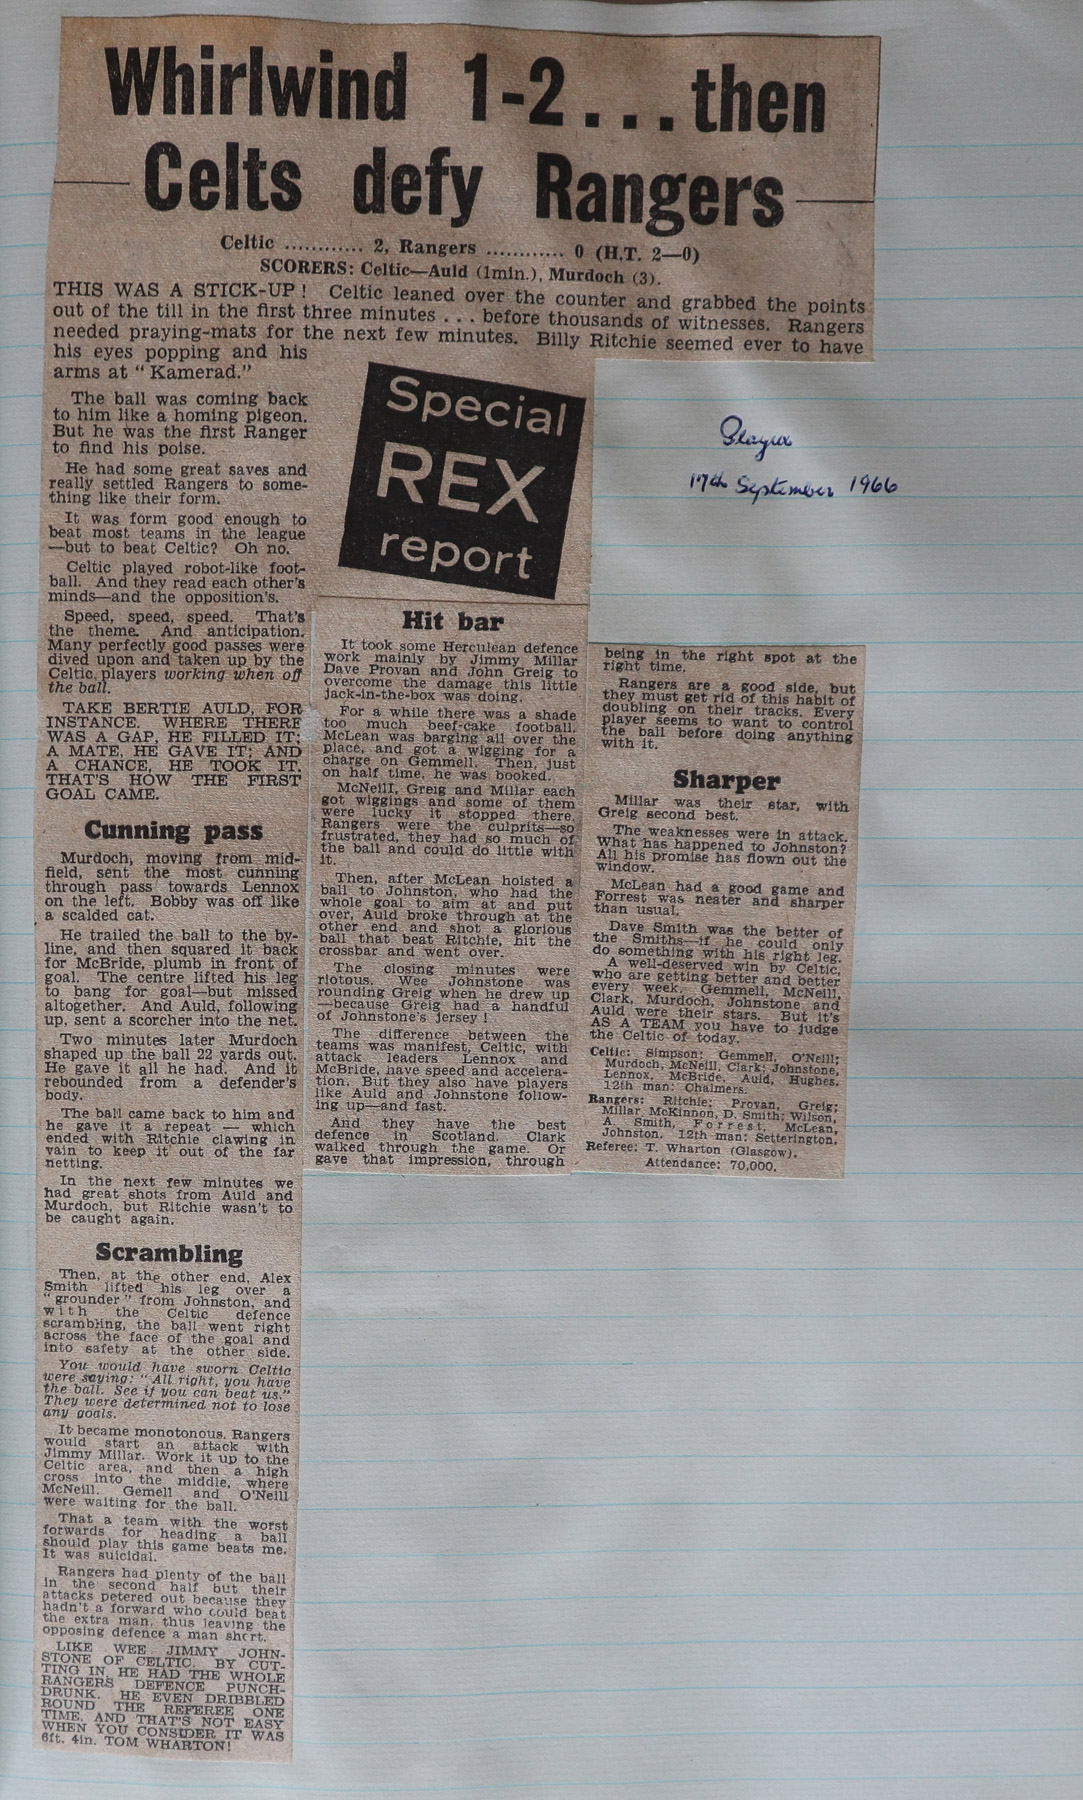 Whirlwind 1-2...then
Celts defy Rangers
Celtic ............ 2, Rangers ............ 0 (H.T. 2—0)
SCORERS: Celtic—Auld (1min.), Murdoch (3).
THIS WAS A STICK-UP! Celtic leaned over the counter and grabbed the points
out of the till in the first three minutes . . . before thousands of witnesses. Rangers
needed praying-mats for the next few minutes. Billy Ritchie seemed ever to have
his eyes popping and his
arms at “Kamerad.”
The ball was coming back
to him like a homing pigeon.
But he was the first Ranger
to find his poise.
He had some great saves and
really settled Rangers to some-
thing like their form.
It was form good enough to
beat most teams in the league
—but to beat Celtic? Oh no.
Celtic played robot-like foot-
ball. And they read each other's
minds—and the opposition's.
Speed, speed, speed. That's
the theme. And anticipation.
Many perfectly good passes were
dived upon and taken up by the
Celtic players working when off
the ball.
TAKE BERTIE AULD, FOR
INSTANCE. WHERE THERE
WAS A GAP, HE FILLED IT;
A MATE, HE GAVE IT; AND
A CHANCE, HE TOOK IT.
THAT'S HOW THE FIRST
GOAL CAME.
Cunning pass
Murdoch, moving from mid-
field, sent the most cunning
through pass towards Lennox
on the left. Bobby was off like
a scalded cat.
He trailed the ball to the by-
line, and then squared it back
for McBride, plumb in front of
goal. The centre lifted his leg
to bang for goal—but missed
altogether. And Auld, following
up, sent a scorcher into the net.
Two minutes later Murdoch
shaped up the ball 22 yards out.
He gave it all he had. And it
rebounded from a defender's
body.
The ball came back to him and
he gave it a repeat — which
ended with Ritchie clawing in
vain to keep it out of the far
netting.
In the next few minutes we
had great shots from Auld and
Murdoch, but Ritchie wasn't to
be caught again.
Scrambling
Then, at the other end, Alex
Smith lifted his leg over a
“grounder” from Johnston, and
with the Celtic defence
scrambling, the ball went right
across the face of the goal and
into safety at the other side.
You would have sworn Celtic
were saying: “All right, you have
the ball. See if you can beat us.”
They were determined not to lose
any goals.
It became monotonous. Rangers
would start an attack with
Jimmy Millar. Work it up to the
Celtic area, and then a high
cross into the middle, where
McNeill. Gemell and O'Neill
were waiting for the ball.
That a team with the worst
forwards for heading a ball
should play this game beats me.
It was suicidal.
Rangers had plenty of the ball
in the second half but their
attacks petered out because they
hadn't a forward who could beat
the extra man, thus leaving the
opposing defence a man short.
LIKE WEE JIMMY JOHN-
STONE OF CELTIC. BY CUT-
TING IN HE HAD THE WHOLE
RANGERS DEFENCE PUNCH-
DRUNK. HE EVEN DRIBBLED
ROUND THE REFEREE ONE
TIME. AND THAT'S NOT EASY
WHEN YOU CONSIDER IT WAS
6ft. 4in. TOM WHARTON!
Special
REX
report
Hit bar
It took some Herculean defence
work mainly by Jimmy Millar
Dave Provan and John Greig to
overcome the damage this little
jack-in-the-box was doing.
For a while there was a shade
too much beef-cake football.
McLean was barging all over the
place, and got a wigging for a
charge on Gemmell. Then, just
on half time, he was booked.
McNeill, Greig and Millar each
got wiggings and some of them
were lucky it stopped there.
Rangers were the culprits—so
frustrated, they had so much of
the ball and could do little with
it.
Then, after McLean hoisted a
ball to Johnston, who had the
whole goal to aim at and put
over, Auld broke through at the
other end and shot a glorious
ball that beat Ritchie, hit the
crossbar and went over.
The closing minutes were
riotous. Wee Johnstone was
rounding Greig when he drew up
—because Greig had a handful
of Johnstone's jersey!
The difference between the
teams was manifest, Celtic, with
attack leaders Lennox and
McBride, have speed and accelera-
tion. But they also have players
like Auld and Johnstone follow-
ing up—and fast.
And they have the best
defence in Scotland. Clark
walked through the game. Or
gave that impression, through
17th September 1966
being in the right spot at the
right time.
Rangers are a good side, but
they must get rid of this habit of
doubling on their tracks. Every
player seems to want to control
the ball before doing anything
with it.
Sharper
Millar was their star, with
Greig second best.
The weaknesses were in attack.
What has happened to Johnston?
All his promise has flown out the
window.
McLean had a good game and
Forrest was neater and sharper
than usual.
Dave Smith was the better of
the Smiths—if he could only
do something with his right leg.
A well-deserved win by Celtic,
who are getting better and better
every week. Gemmell, McNeill,
Clark, Murdoch, Johnstone and
Auld were their stars. But it's
AS A TEAM you have to judge
the Celtic of today.
Celtic: Simpson; Gemmell, O'Neill;
Murdoch, McNeill, Clark; Johnstone,
Lennox, McBride, Auld, Hughes.
12th man: Chalmers.
Rangers: Ritchie; Provan, Greig;
Millar McKinnon, D. Smith; Wilson,
A. Smith, Forrest, McLean,
Johnston. 12th man: Setterington.
Referee: T. Wharton (Glasgow).
Attendance: 70,000.